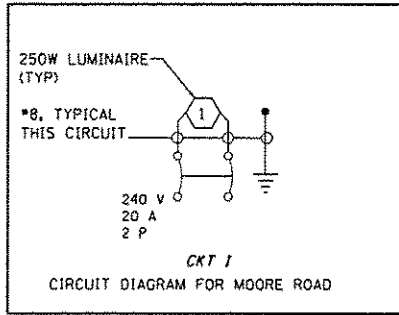 250W LUMINAIRE
(TYP)
1
#8, TYPICAL
THIS CIRCUIT
240 V
20 A
2 P
CKT I
CIRCUIT DIAGRAM FOR MOORE ROAD